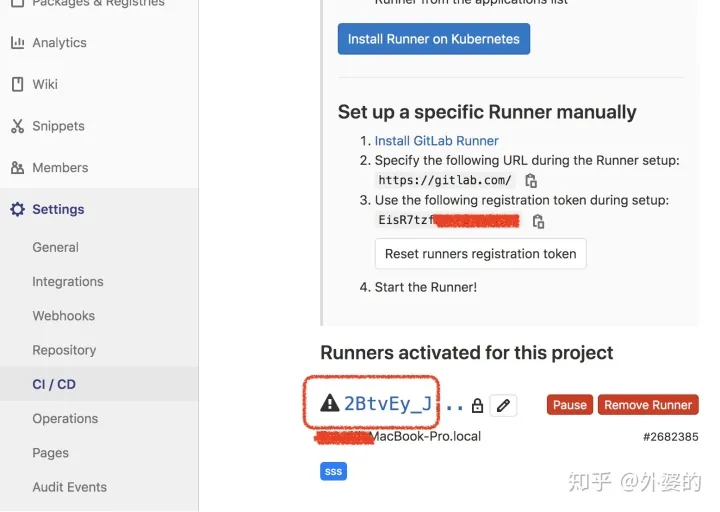 Packages & Registries
Analytics
Wiki
Snippets
Members
Settings
General
Integrations
Webhooks
Repository
CI / CD
Operations
Pages
Audit Events
Runner from the applications list
Install Runner on Kubernetes
Set up a specific Runner manually
1. Install GitLab Runner
2. Specify the following URL during the Runner setup:
https://gitlab.com/
3. Use the following registration token during setup:
EisR7tzf
Reset runners registration token
4. Start the Runner!
Runners activated for this project
2BtvEy_J...
Pause
Remove Runner
MacBook-Pro.local
#2682385
sss
知乎 @外婆的